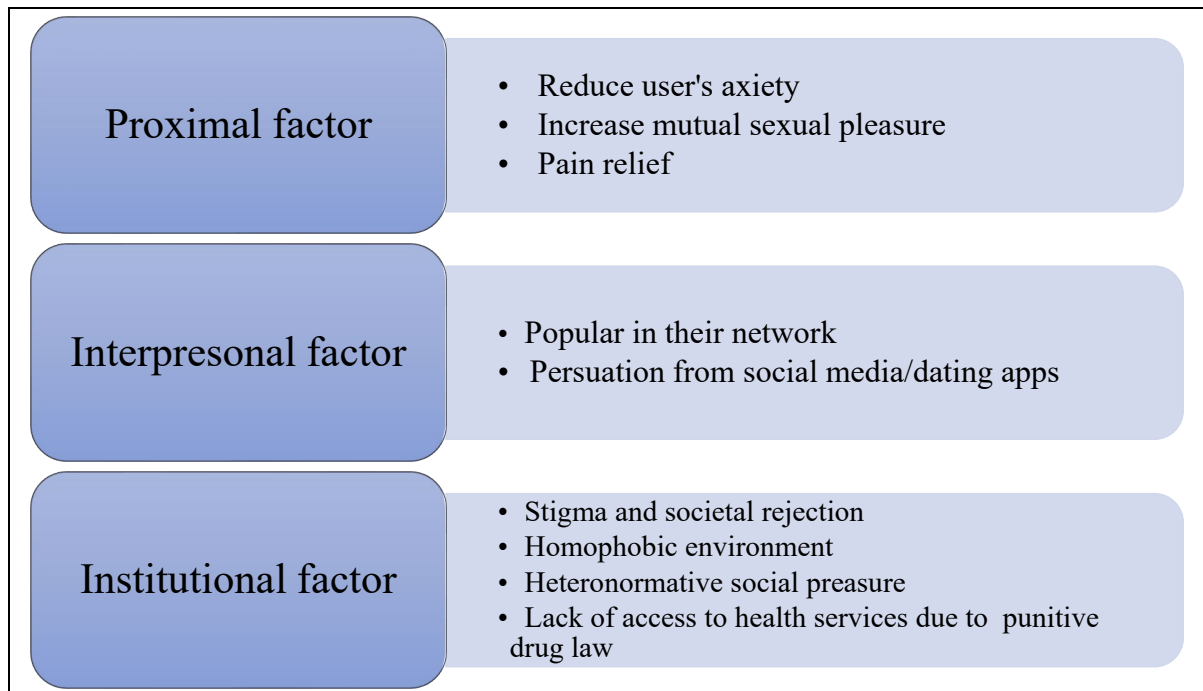 Proximal factor
• Reduce user's axiety
• Increase mutual sexual pleasure
• Pain relief
Interpresonal factor
• Popular in their network
• Persuation from social media/dating apps
Institutional factor
• Stigma and societal rejection
• Homophobic environment
• Heteronormative social preasure
• Lack of access to health services due to punitive
drug law